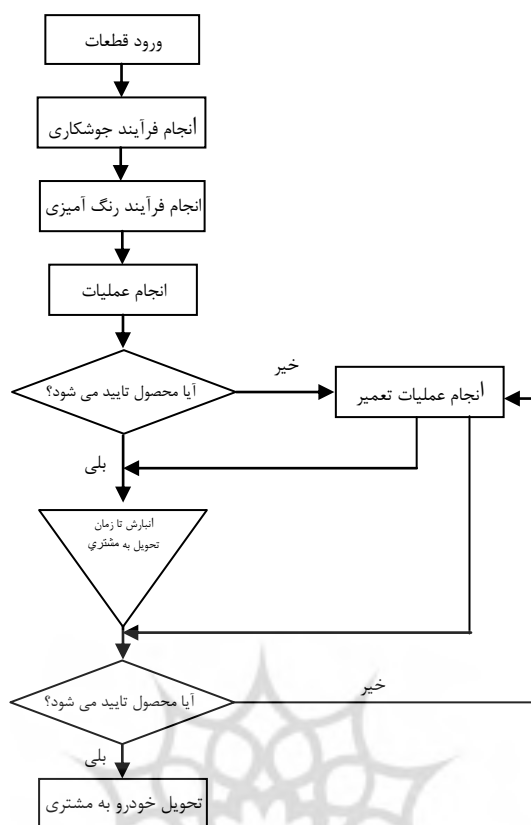 ورود قطعات
انجام فرآیند جوشکاری
انجام فرآیند رنگ آمیزی
انجام عملیات
آیا محصول تایید می شود؟
خیر
انجام عملیات تعمیر
بلی
انبارش تا زمان
تحویل به مشتري
آیا محصول تایید می شود؟
خیر
بلی
تحویل خودرو به مشتری